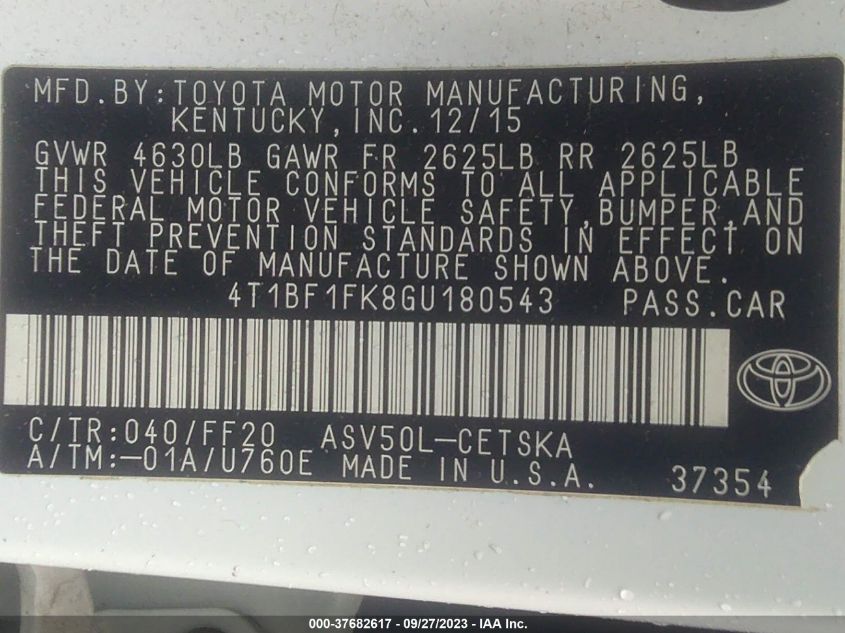 MFD.BY:TOYOTA MOTOR MANUFACTURING,
KENTUCKY,INC.12/15
GVWR 4630LB GAWR FR 2625LB RR 2625LB
THIS VEHICLE CONFORMS TO ALL APPLICABLE
FEDERAL MOTOR VEHICLE SAFETY,BUMPER,AND
THEFT PREVENTION STANDARDS IN EFFECT ON
THE DATE OF MANUFACTURE SHOWN ABOVE.
4T1BF1FK8GU180543 PASS.CAR
C/TR:040/FF20 ASV50L-CETSKA
A/TM:-01A/U760E MADE IN U.S.A. 37354
000-37682617 - 09/27/2023 - IAA Inc.